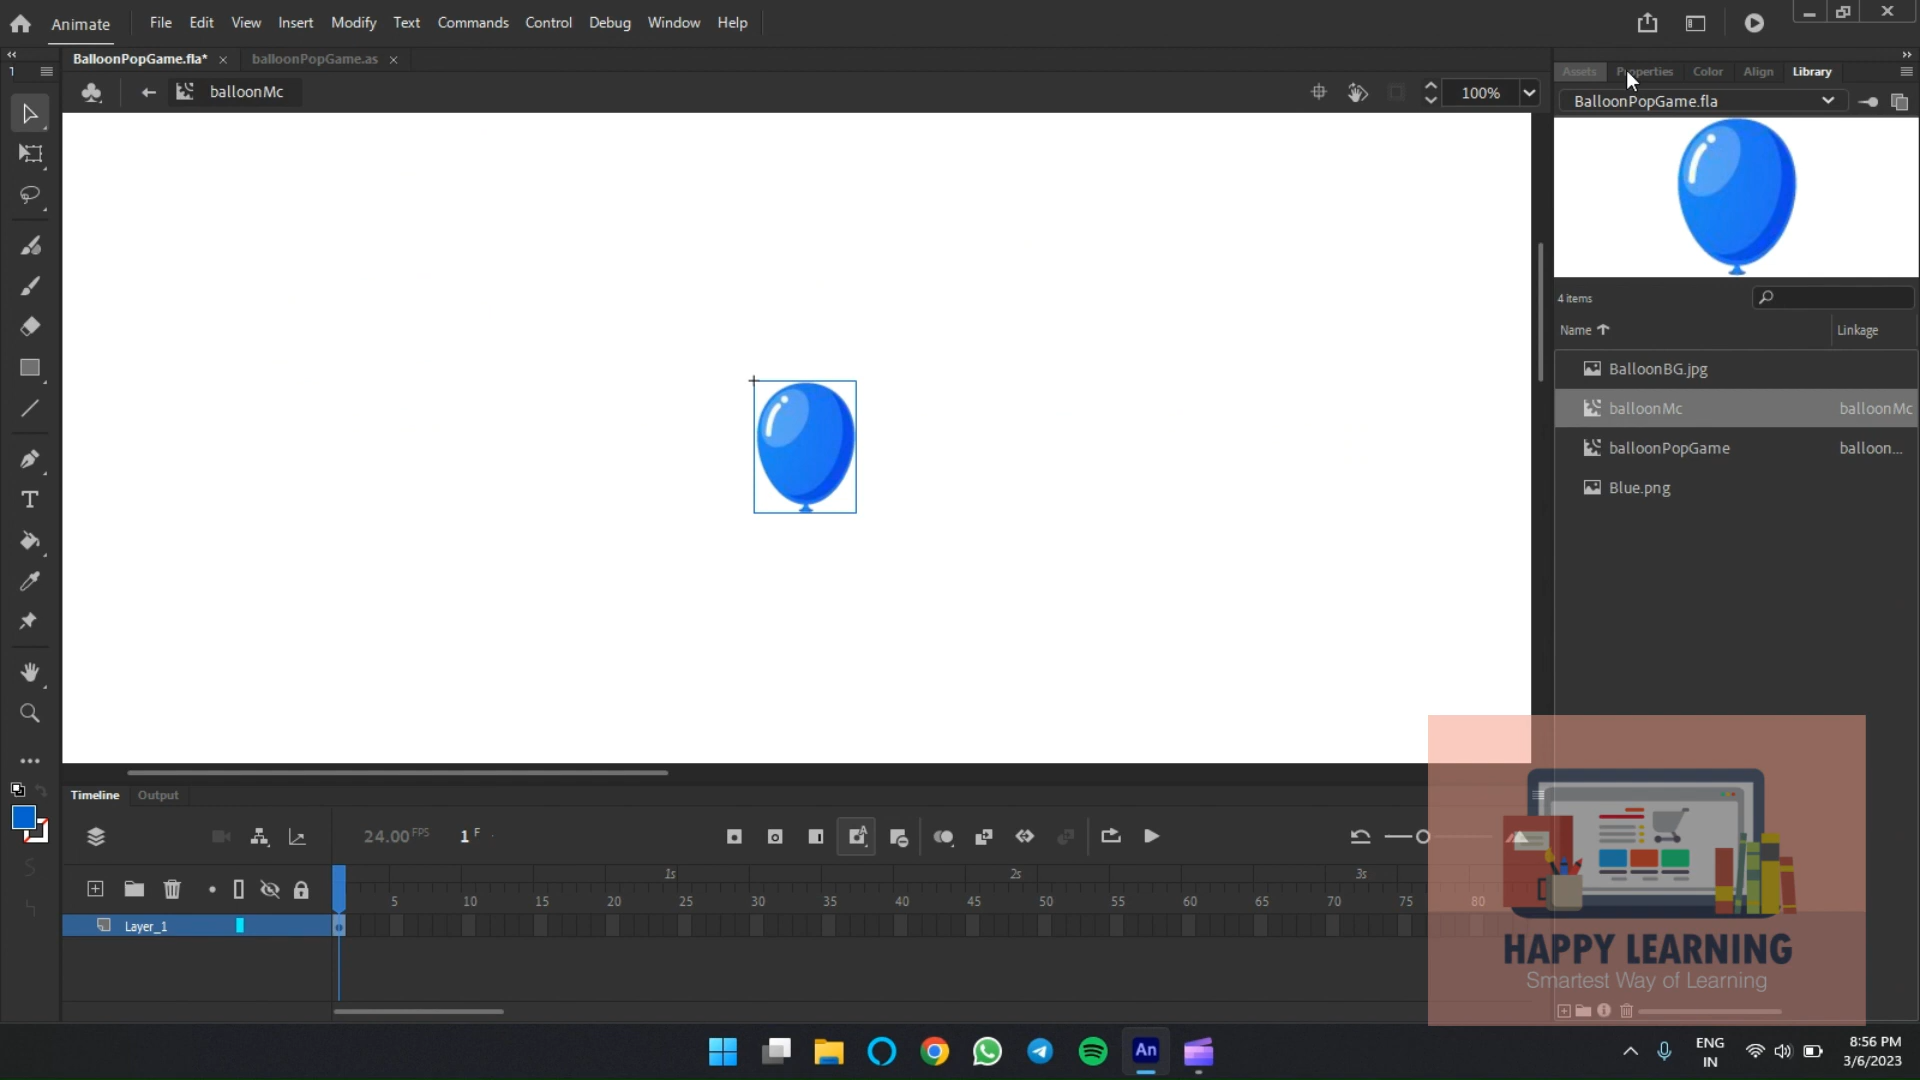 Animate File Edit View Insert Modify Text Commands Control Debug Window Help
BalloonPopGame.fla* balloonPopGame.as
1
balloonMc 100%
Assets Properties Color Align Library
BalloonPopGame.fla
4 items
Name Linkage
BalloonBG.jpg
balloonMc balloonMc
balloonPopGame balloon...
Blue.png
Timeline Output
24.00 FPS 1 F
1s 2s 3s
5 10 15 20 25 30 35 40 45 50 55 60 65 70 75 80
Layer_1
HAPPY LEARNING
Smartest Way of Learning
An
ENG
IN
8:56 PM
3/6/2023